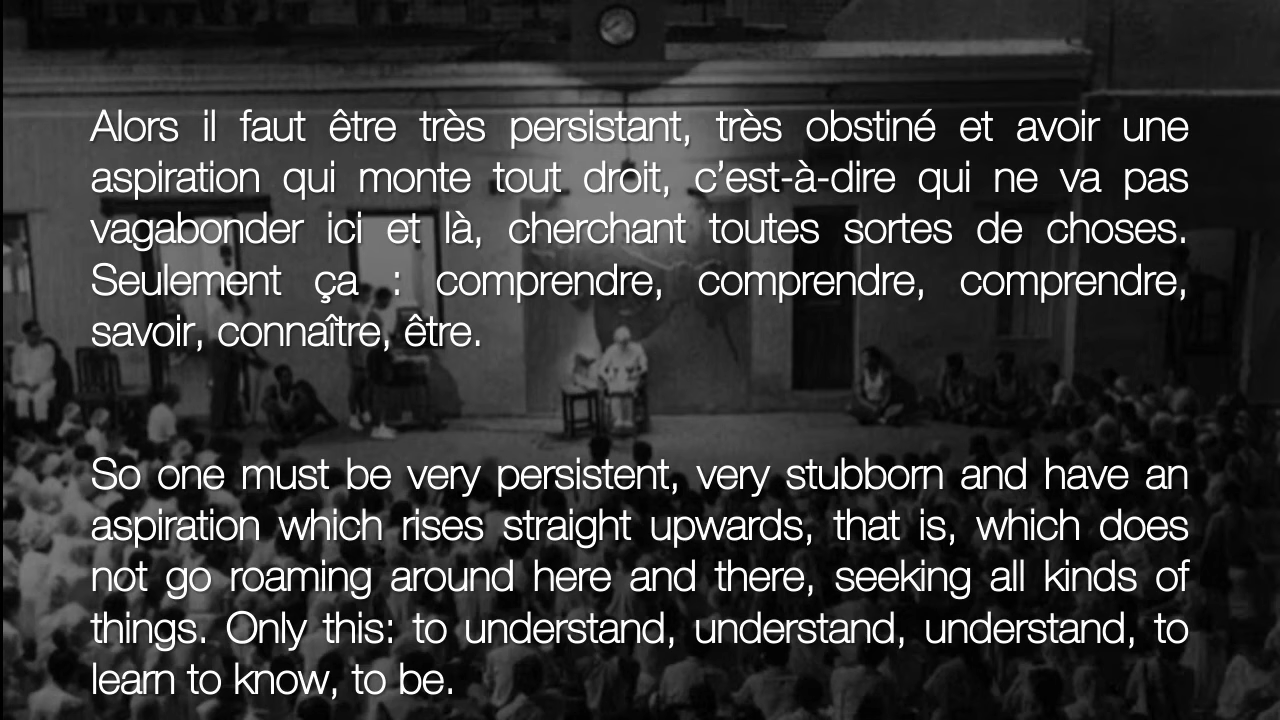 Alors il faut être très persistant, très obstiné et avoir une
aspiration qui monte tout droit, c’est-à-dire qui ne va pas
vagabonder ici et là, cherchant toutes sortes de choses.
Seulement ça : comprendre, comprendre, comprendre,
savoir, connaître, être.
So one must be very persistent, very stubborn and have an
aspiration which rises straight upwards, that is, which does
not go roaming around here and there, seeking all kinds of
things. Only this: to understand, understand, understand, to
learn to know, to be.